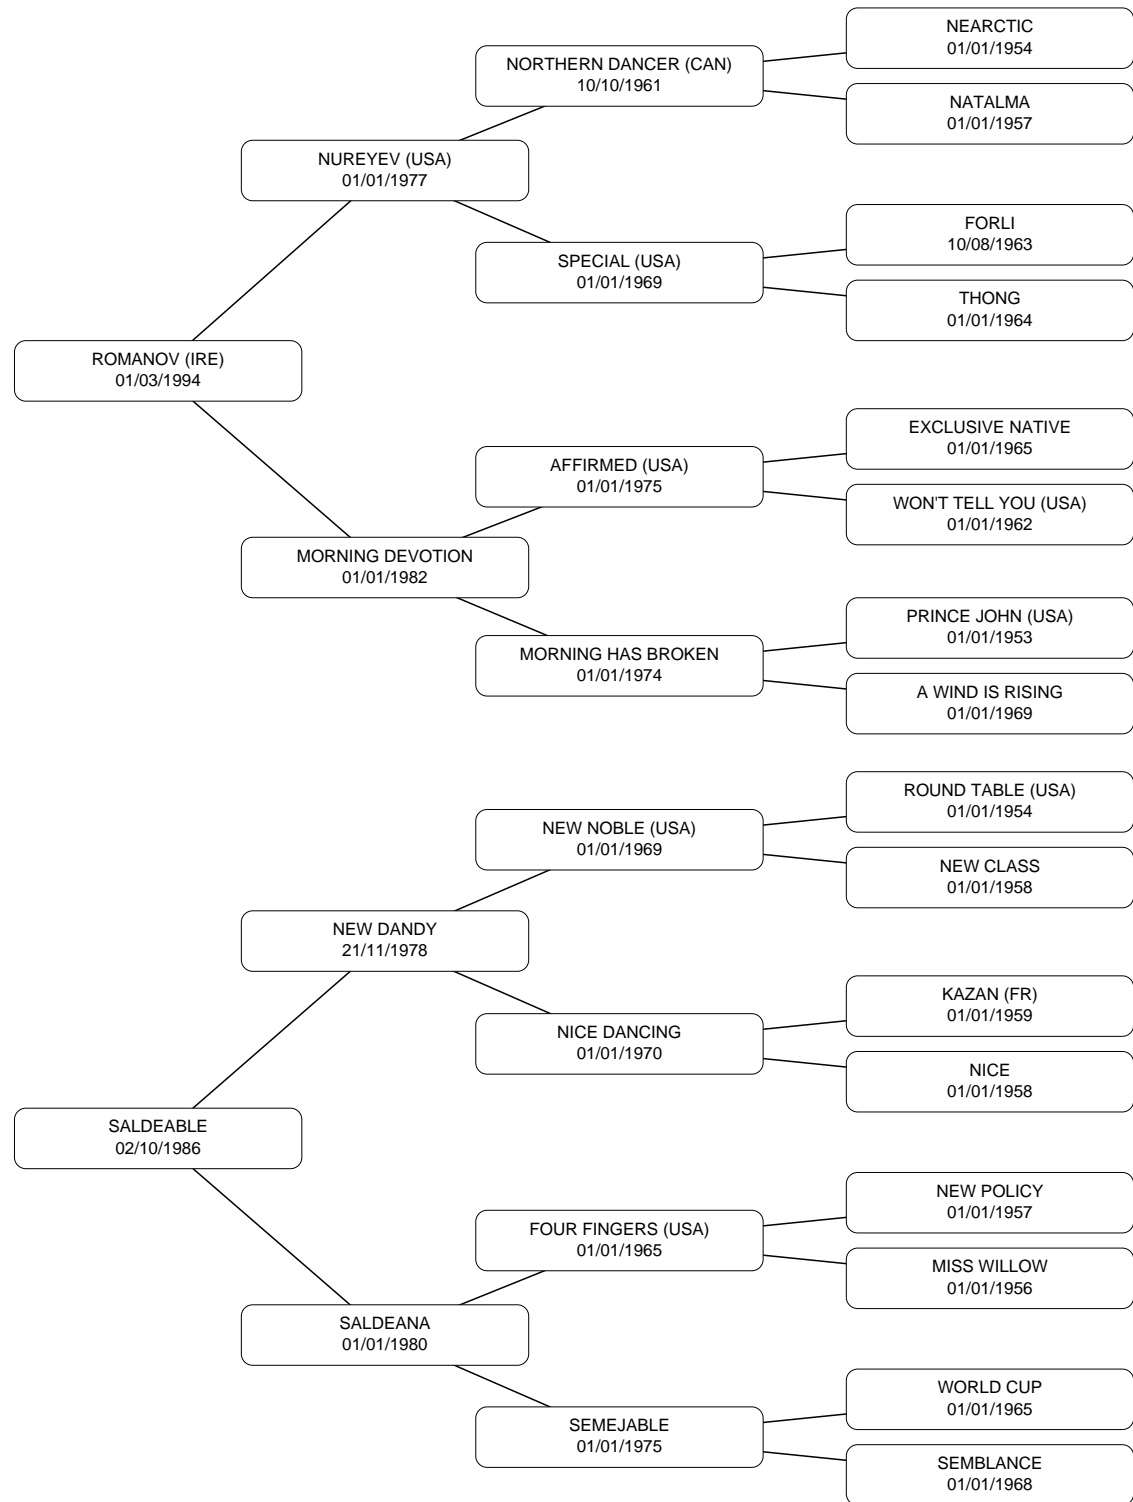 NEARCTIC
01/01/1954
NORTHERN DANCER (CAN)
10/10/1961
NATALMA
01/01/1957
NUREYEV (USA)
01/01/1977
FORLI
10/08/1963
SPECIAL (USA)
01/01/1969
THONG
01/01/1964
ROMANOV (IRE)
01/03/1994
EXCLUSIVE NATIVE
01/01/1965
AFFIRMED (USA)
01/01/1975
WON'T TELL YOU (USA)
01/01/1962
MORNING DEVOTION
01/01/1982
PRINCE JOHN (USA)
01/01/1953
MORNING HAS BROKEN
01/01/1974
A WIND IS RISING
01/01/1969
ROUND TABLE (USA)
01/01/1954
NEW NOBLE (USA)
01/01/1969
NEW CLASS
01/01/1958
NEW DANDY
21/11/1978
KAZAN (FR)
01/01/1959
NICE DANCING
01/01/1970
NICE
01/01/1958
SALDEABLE
02/10/1986
NEW POLICY
01/01/1957
FOUR FINGERS (USA)
01/01/1965
MISS WILLOW
01/01/1956
SALDEANA
01/01/1980
WORLD CUP
01/01/1965
SEMEJABLE
01/01/1975
SEMBLANCE
01/01/1968